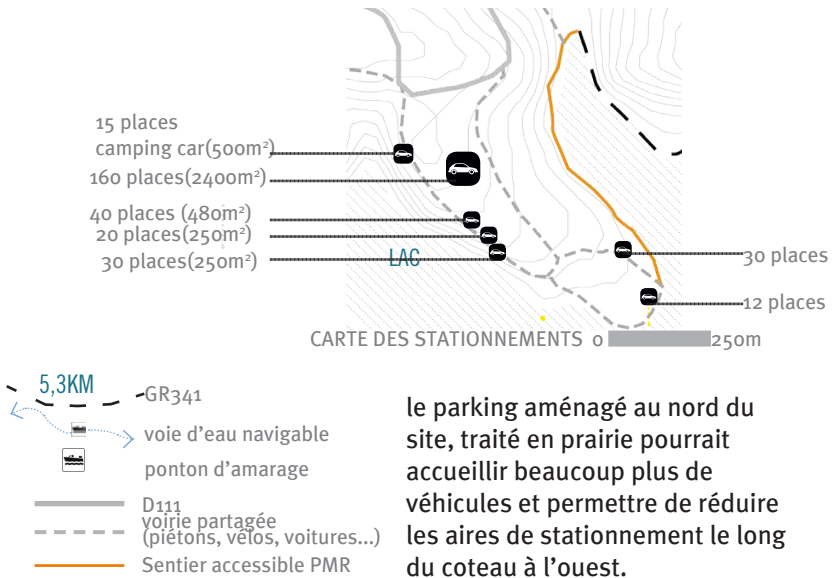 15 places
camping car(500m²)
160 places(2400m²)
40 places (480m²)
20 places(250m²)
30 places(250m²)
LAC
30 places
12 places
CARTE DES STATIONNEMENTS 0 250m
5,3KM
GR341
voie d'eau navigable
ponton d'amarage
D111
voirie partagée
(piétons, vélos, voitures...)
Sentier accessible PMR
le parking aménagé au nord du
site, traité en prairie pourrait
accueillir beaucoup plus de
véhicules et permettre de réduire
les aires de stationnement le long
du coteau à l'ouest.